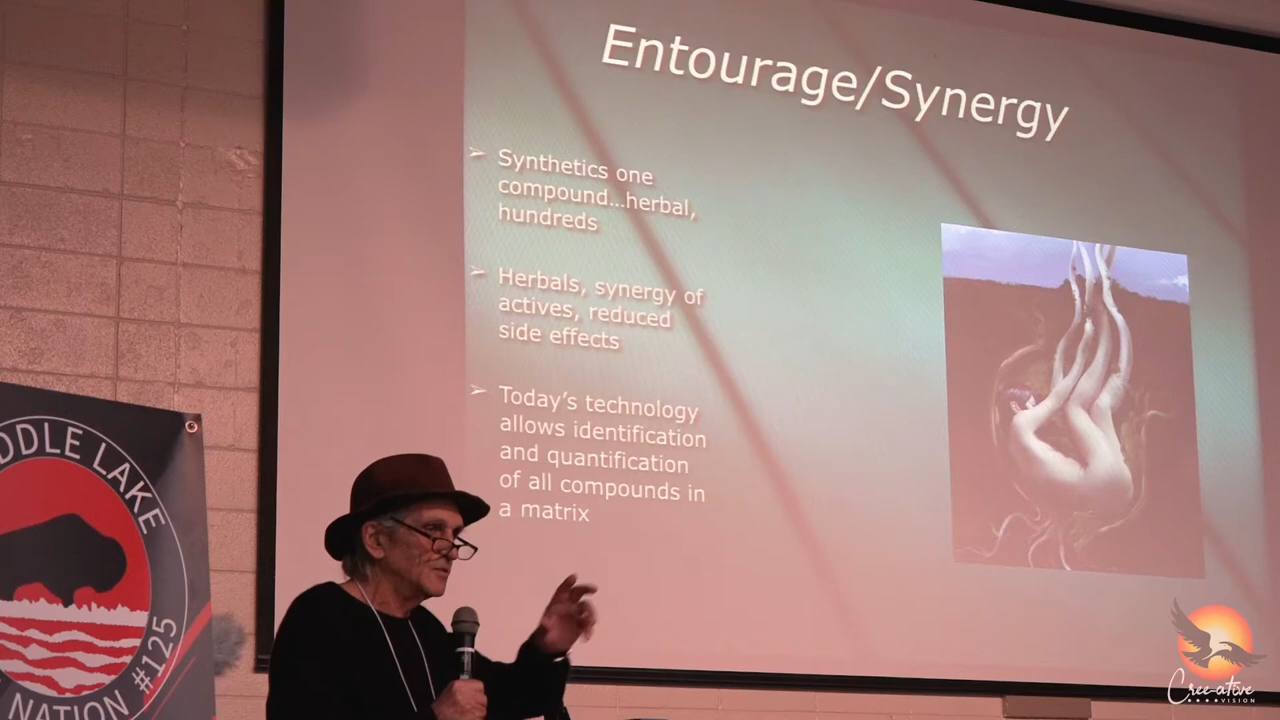 Entourage/Synergy
Synthetics one
compound...herbal,
hundreds
Herbals, synergy of
actives, reduced
side effects
Today's technology
allows identification
and quantification
of all compounds in
a matrix
DDLE LAKE
NATION #125
Cree-ative
VISION